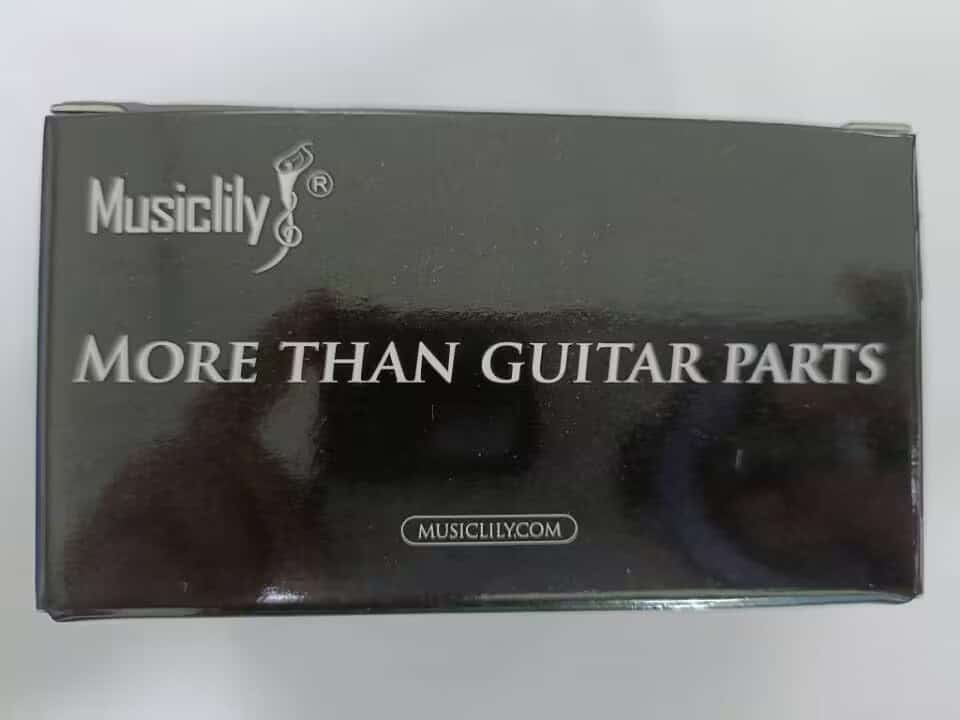 Musiclily®
MORE THAN GUITAR PARTS
MUSICLILY.COM